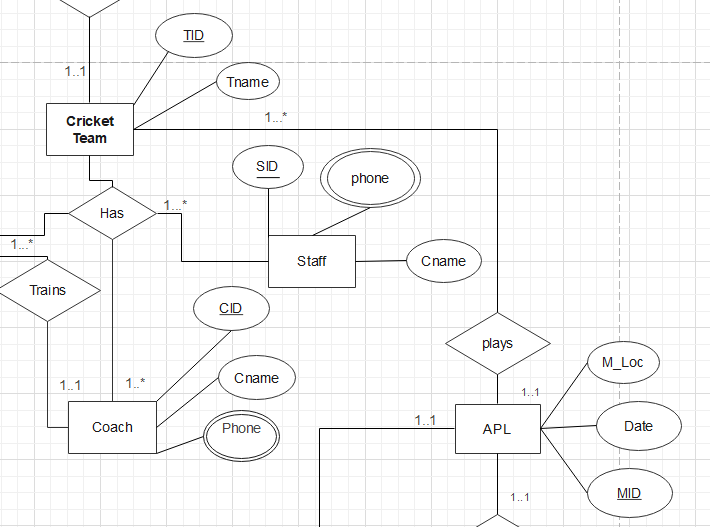 TID
1..1
Tname
Cricket
Team
1...*
SID
phone
1...*
Has
1...*
Staff
Cname
Trains
CID
plays
M_Loc
Cname
1..1
1..*
1..1
1..1
Coach
Phone
APL
Date
MID
1..1